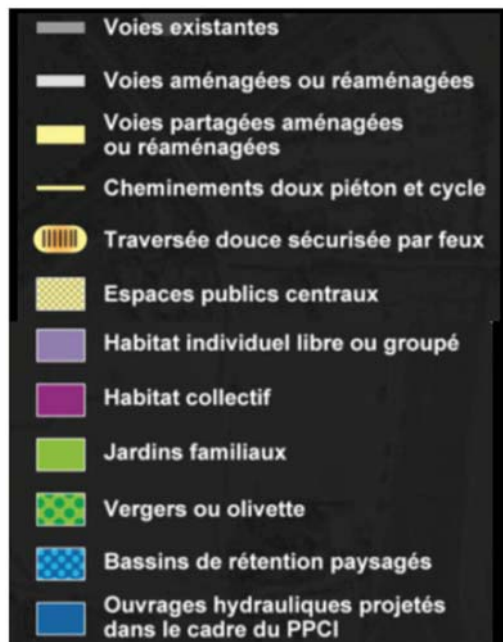 Voies existantes
Voies aménagées ou réaménagées
Voies partagées aménagées
ou réaménagées
Cheminements doux piéton et cycle
Traversée douce sécurisée par feux
Espaces publics centraux
Habitat individuel libre ou groupé
Habitat collectif
Jardins familiaux
Vergers ou olivette
Bassins de rétention paysagés
Ouvrages hydrauliques projetés
dans le cadre du PPCI